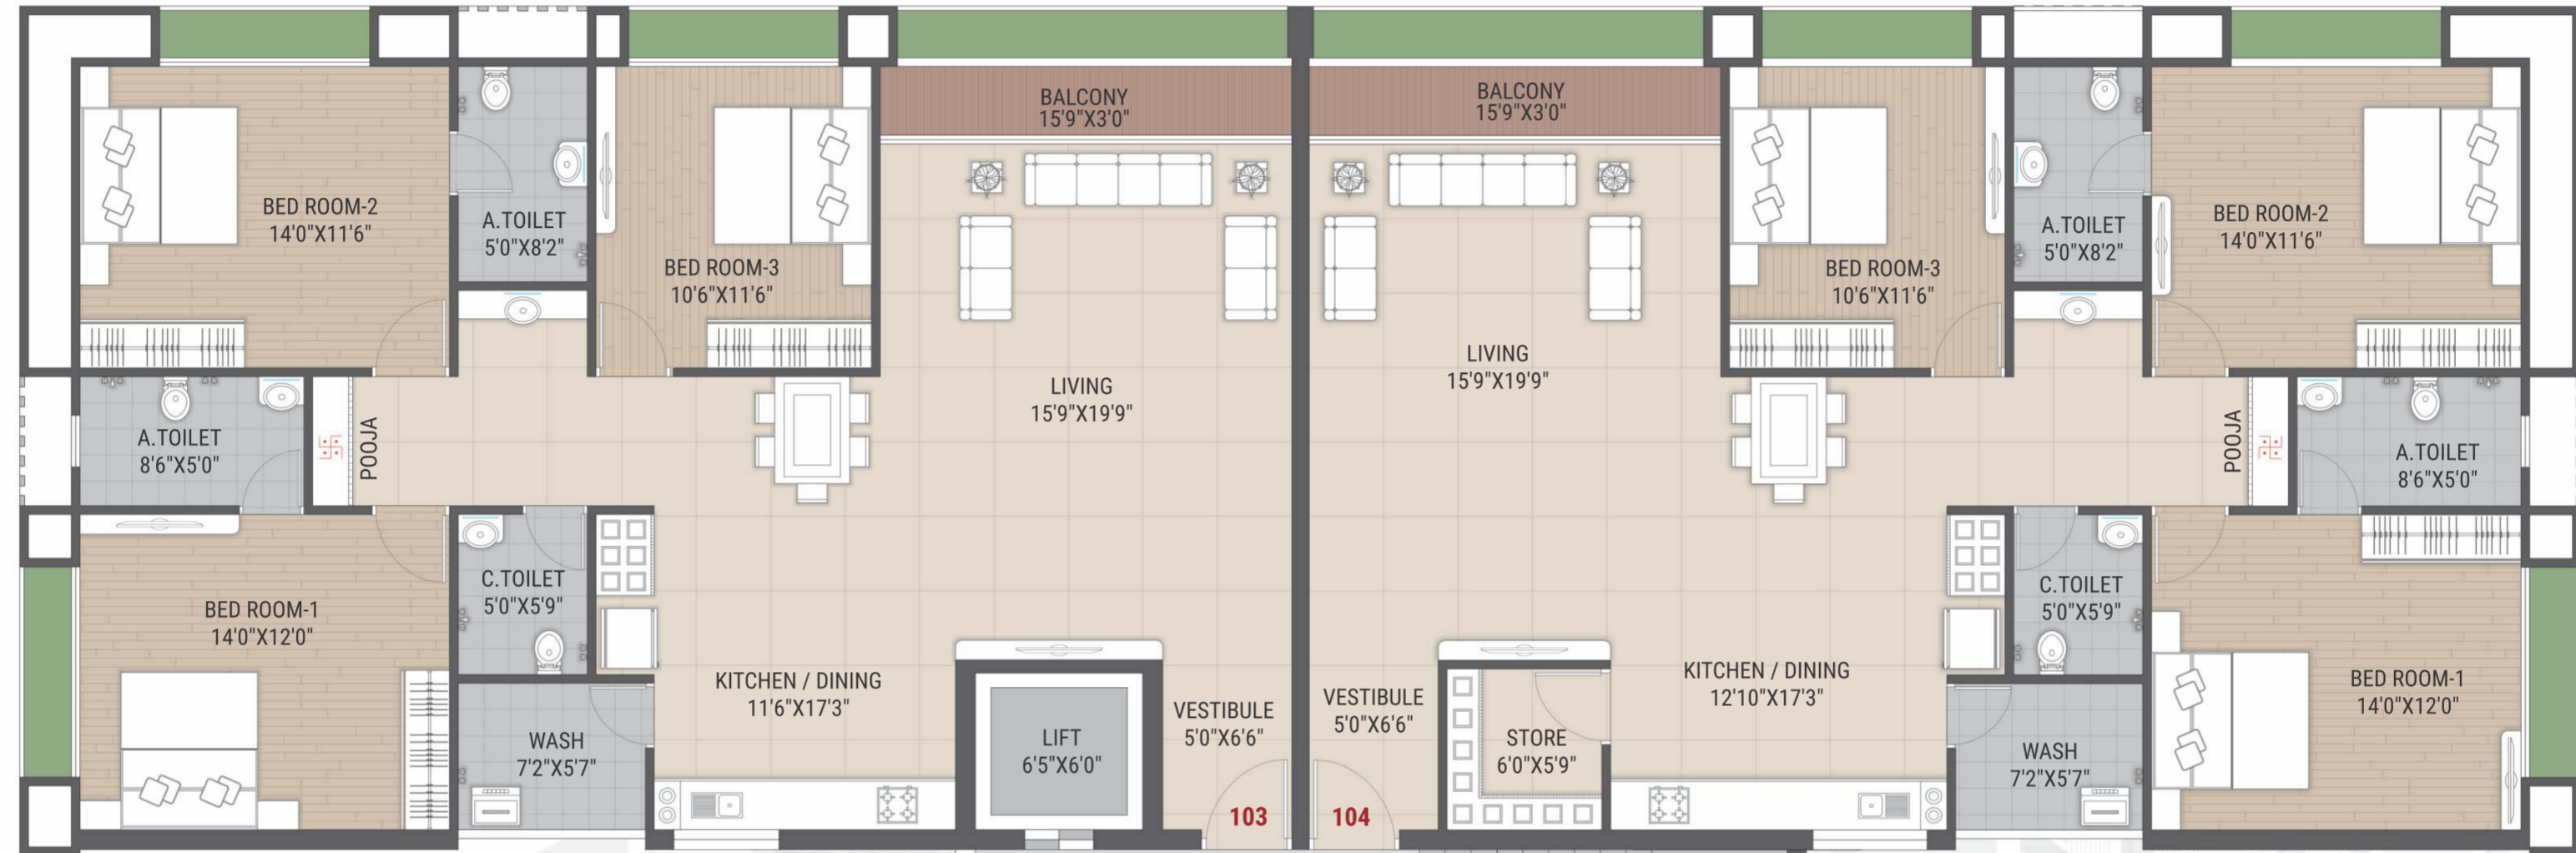 BALCONY
15'9"X3'0"
BALCONY
15'9"X3'0"
BED ROOM-2
14'0"X11'6"
A.TOILET
5'0"X8'2"
BED ROOM-3
10'6"X11'6"
BED ROOM-3
10'6"X11'6"
A.TOILET
5'0"X8'2"
BED ROOM-2
14'0"X11'6"
LIVING
15'9"X19'9"
LIVING
15'9"X19'9"
A.TOILET
8'6"X5'0"
POOJA
POOJA
A.TOILET
8'6"X5'0"
BED ROOM-1
14'0"X12'0"
C.TOILET
5'0"X5'9"
KITCHEN / DINING
11'6"X17'3"
VESTIBULE
5'0"X6'6"
VESTIBULE
5'0"X6'6"
KITCHEN / DINING
12'10"X17'3"
C.TOILET
5'0"X5'9"
BED ROOM-1
14'0"X12'0"
WASH
7'2"X5'7"
LIFT
6'5"X6'0"
STORE
6'0"X5'9"
WASH
7'2"X5'7"
103
104